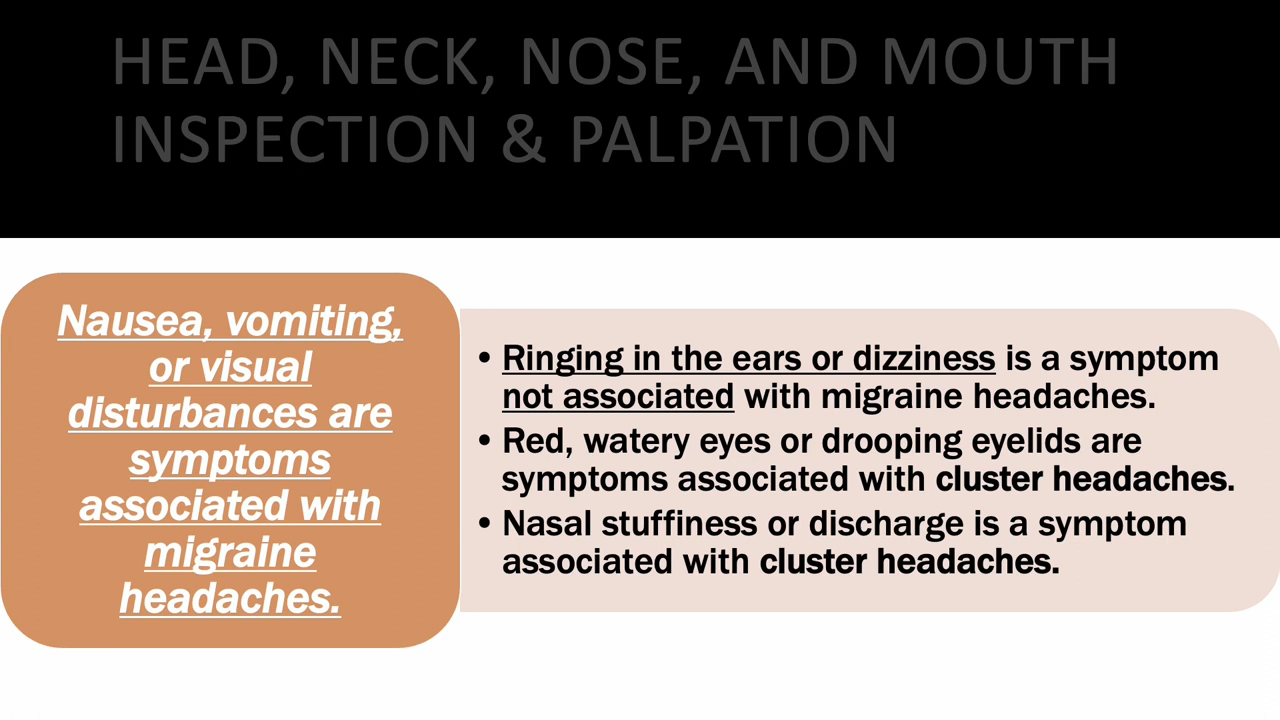 HEAD, NECK, NOSE, AND MOUTH
INSPECTION & PALPATION
Nausea, vomiting,
or visual
disturbances are
symptoms
associated with
migraine
headaches.
• Ringing in the ears or dizziness is a symptom
not associated with migraine headaches.
• Red, watery eyes or drooping eyelids are
symptoms associated with cluster headaches.
• Nasal stuffiness or discharge is a symptom
associated with cluster headaches.